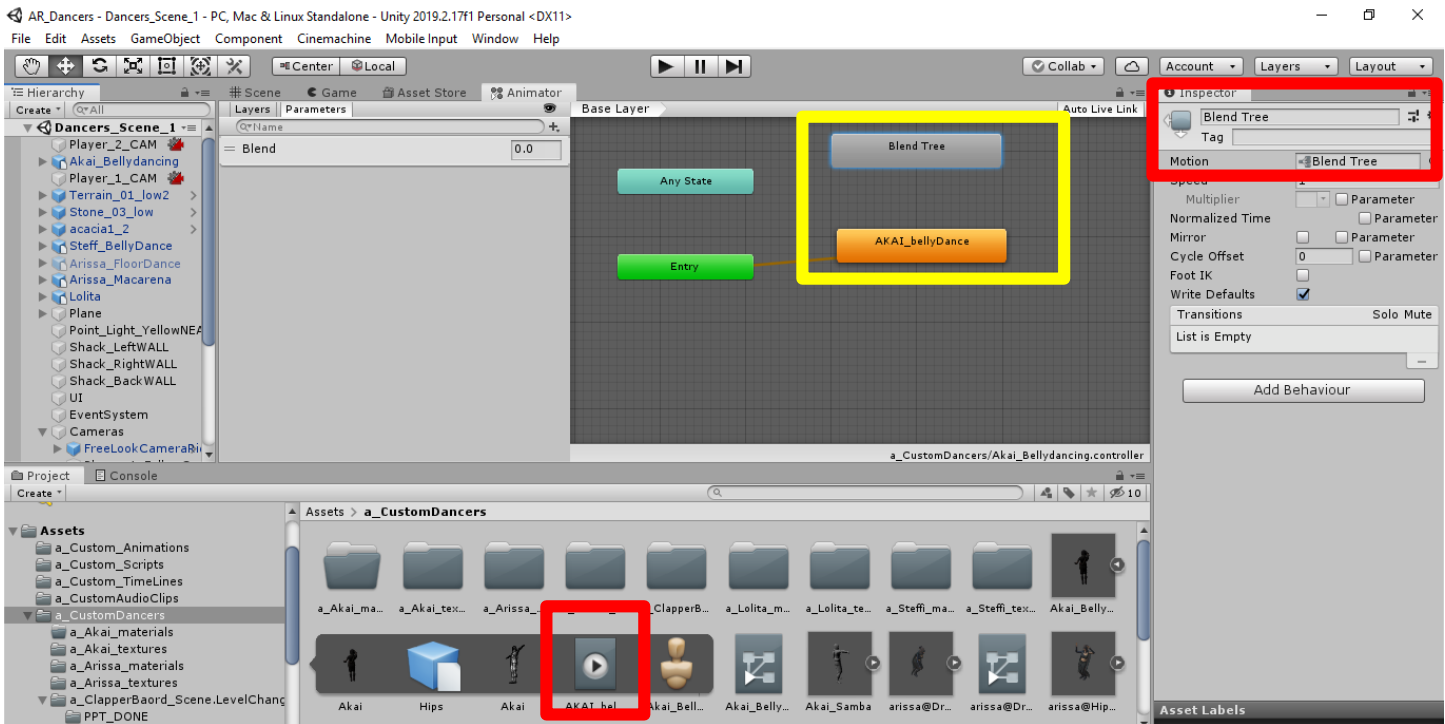 AR_Dancers - Dancers_Scene_1 - PC, Mac & Linux Standalone - Unity 2019.2.17f1 Personal <DX11>
File Edit Assets GameObject Component Cinemachine Mobile Input Window Help
Center Local Collab Account Layers Layout
Hierarchy
Create All
Dancers_Scene_1
Player_2_CAM
Akai_Bellydancing
Player_1_CAM
Terrain_01_low2
Stone_03_low
acacia1_2
Steff_BellyDance
Arissa_FloorDance
Arissa_Macarena
Lolita
Plane
Point_Light_YellowNEA
Shack_LeftWALL
Shack_RightWALL
Shack_BackWALL
UI
EventSystem
Cameras
FreeLookCameraRi
Scene Game Asset Store Animator
Layers Parameters
Name
= Blend 0.0
Base Layer Auto Live Link
Blend Tree
Any State
AKAI_bellyDance
Entry
a_CustomDancers/Akai_Bellydancing.controller
Inspector
Blend Tree
Tag
Motion Blend Tree
Speed 1
Multiplier Parameter
Normalized Time Parameter
Mirror Parameter
Cycle Offset 0 Parameter
Foot IK
Write Defaults
Transitions Solo Mute
List is Empty
Add Behaviour
Project Console
Create 10
Assets
a_Custom_Animations
a_Custom_Scripts
a_Custom_TimeLines
a_CustomAudioClips
a_CustomDancers
a_Akai_materials
a_Akai_textures
a_Arissa_materials
a_Arissa_textures
a_ClapperBaord_Scene.LevelChang
PPT_DONE
Assets > a_CustomDancers
a_Akai_ma... a_Akai_tex... a_Arissa_... _ClapperB... a_Lolita_m... a_Lolita_te... a_Steffi_ma... a_Steffi_tex... Akai_Belly...
Akai Hips Akai AKAI_bel... Akai_Bell... Akai_Belly... Akai_Samba arissa@Dr... arissa@Dr... arissa@Hip...
Asset Labels